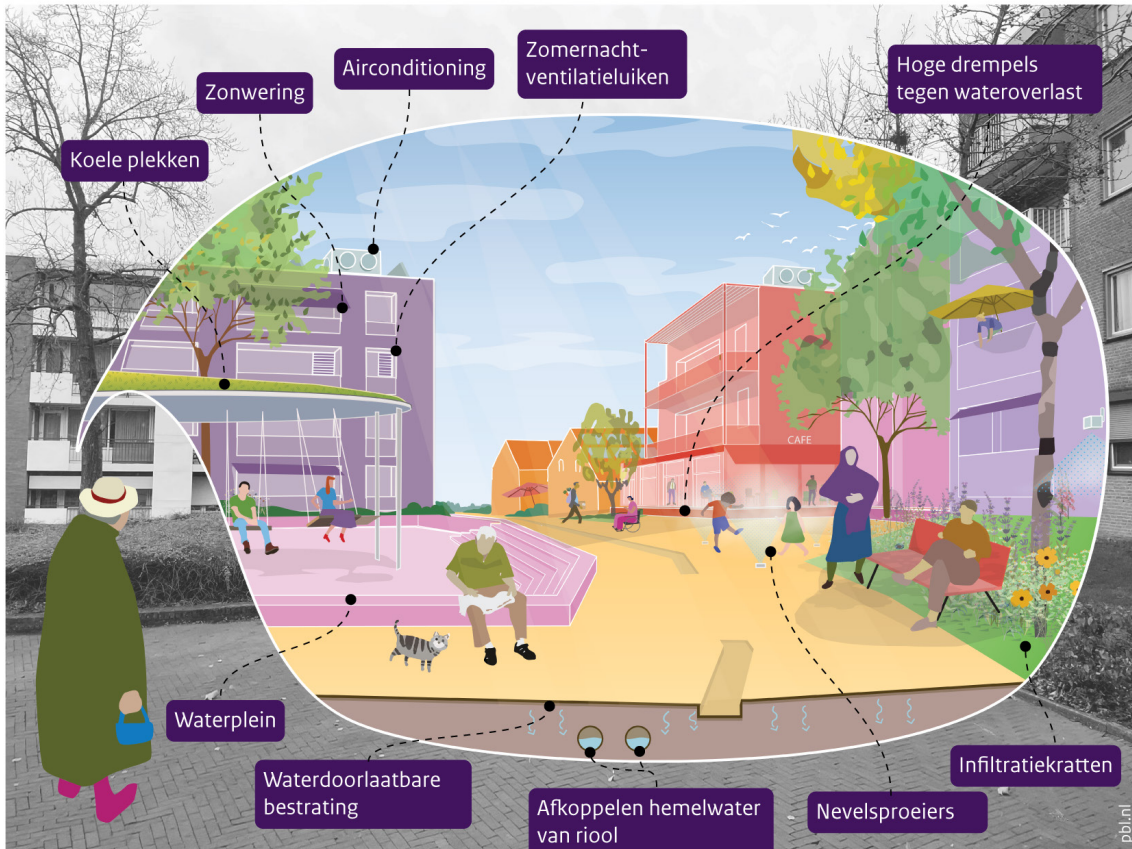 Airconditioning
Zomernacht-
ventilatieluiken
Hoge drempels
tegen wateroverlast
Zonwering
Koele plekken
CAFE
Waterplein
Waterdoorlaatbare
bestrating
Afkoppelen hemelwater
van riool
Nevelsproeiers
Infiltratiekratten
pbl.nl